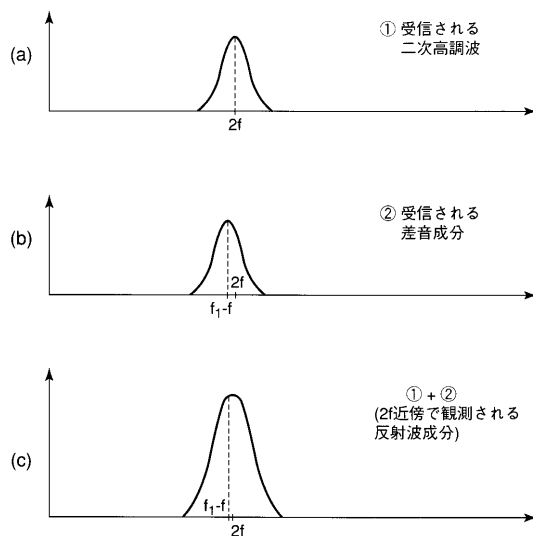 (a)
① 受信される
二次高調波
2f
(b)
② 受信される
差音成分
2f
f₁-f
(c)
① + ②
(2f近傍で観測される
反射波成分)
f₁-f
2f